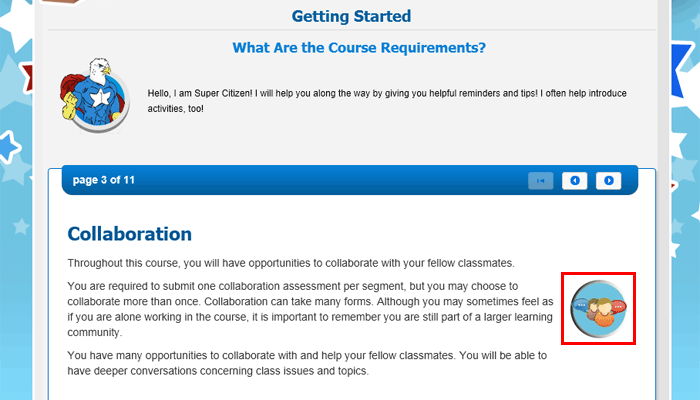 Getting Started
What Are the Course Requirements?
Hello, I am Super Citizen! I will help you along the way by giving you helpful reminders and tips! I often help introduce
activities, too!
page 3 of 11
Collaboration
Throughout this course, you will have opportunities to collaborate with your fellow classmates.
You are required to submit one collaboration assessment per segment, but you may choose to
collaborate more than once. Collaboration can take many forms. Although you may sometimes feel as
if you are alone working in the course, it is important to remember you are still part of a larger learning
community.
You have many opportunities to collaborate with and help your fellow classmates. You will be able to
have deeper conversations concerning class issues and topics.